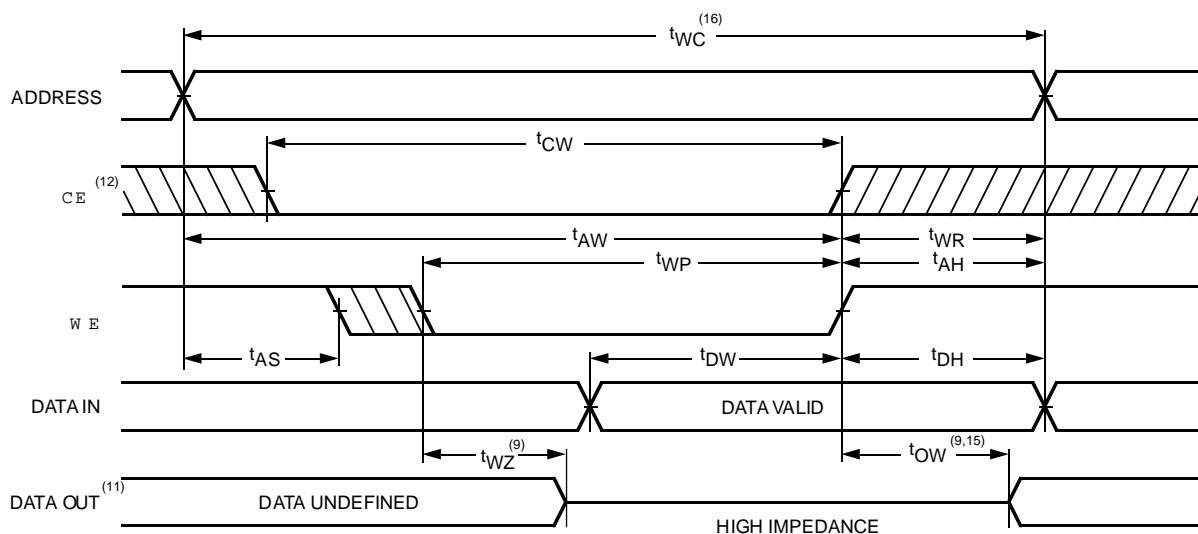 tWC(16)
ADDRESS
tCW
CE (12)
tAW
tWR
tWP
tAH
WE
tAS
tDW
tDH
DATA IN
DATA VALID
tWZ(9)
tOW(9,15)
DATA OUT(11)
DATA UNDEFINED
HIGH IMPEDANCE